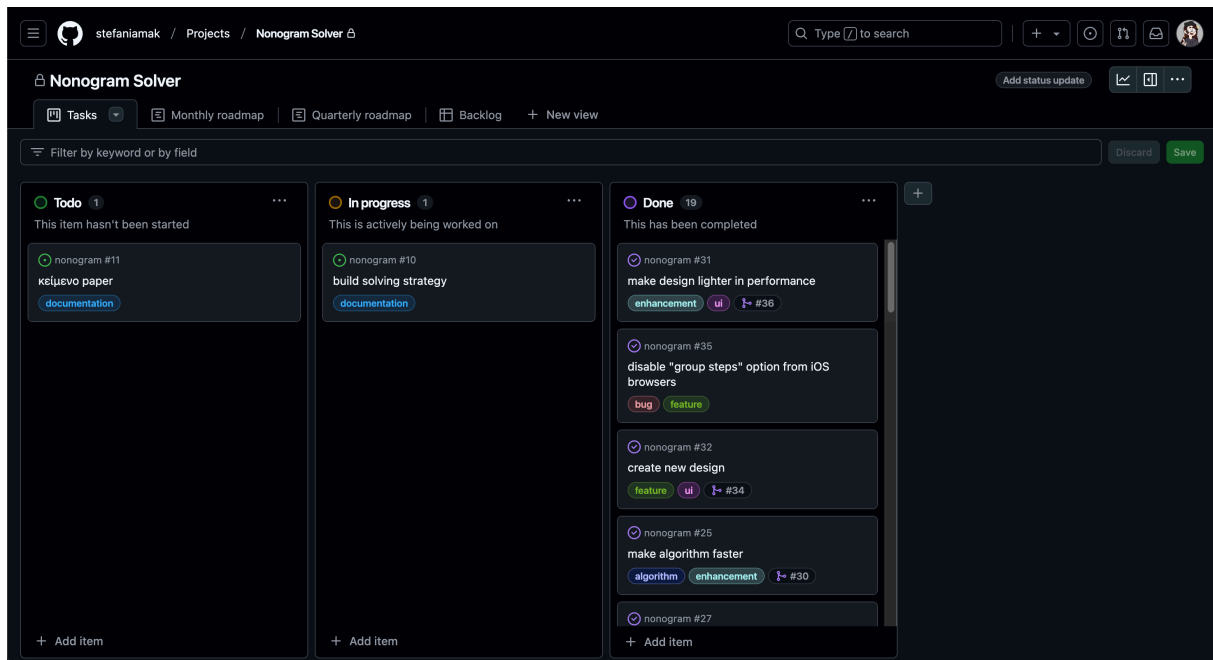 stefaniamak / Projects / Nonogram Solver
Type / to search
Nonogram Solver
Add status update
Tasks
Monthly roadmap
Quarterly roadmap
Backlog
+ New view
Filter by keyword or by field
Discard
Save
Todo 1
This item hasn't been started
nonogram #11
κείμενο paper
documentation
+ Add item
In progress 1
This is actively being worked on
nonogram #10
build solving strategy
documentation
+ Add item
Done 19
This has been completed
nonogram #31
make design lighter in performance
enhancement ui #36
nonogram #35
disable "group steps" option from iOS
browsers
bug feature
nonogram #32
create new design
feature ui #34
nonogram #25
make algorithm faster
algorithm enhancement #30
nonogram #27
+ Add item